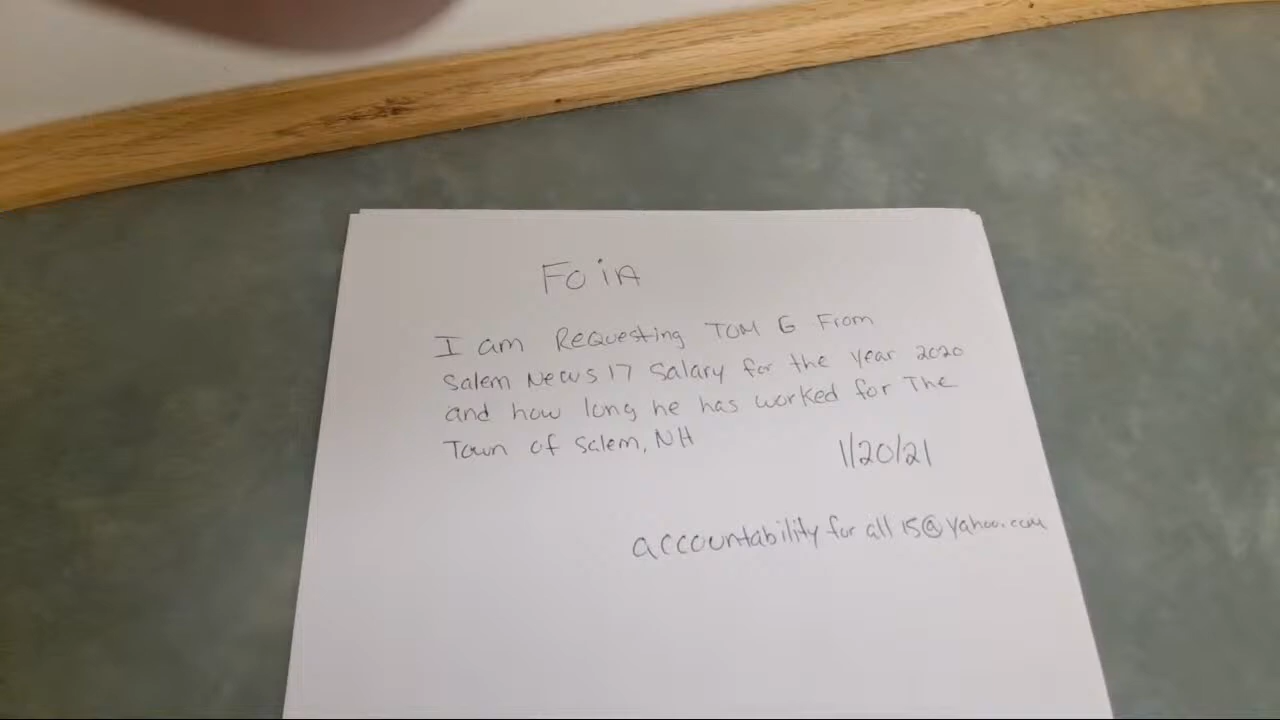 FOiA
I am Requesting TOM G From
Salem News 17 Salary for the year 2020
and how long he has worked for The
Town of Salem, NH
1/20/21
accountability for all 15@yahoo.com